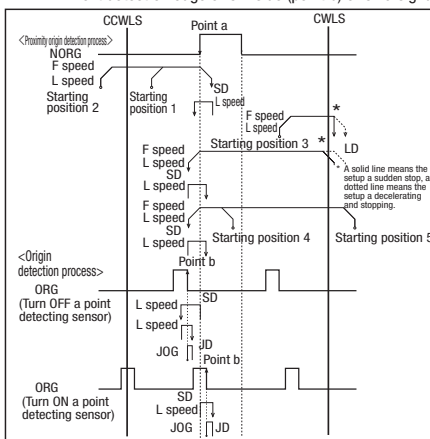 CCWLS
CWLS
Point a
<Proximity origin detection process>
NORG
F speed
L speed
SD
L speed
Starting position 2
Starting position 1
F speed
L speed
*
Starting position 3
*
LD
F speed
L speed
SD
L speed
* A solid line means the
setup a sudden stop, a
dotted line means the
setup a decelerating
and stopping.
F speed
L speed
SD
L speed
Starting position 4
Starting position 5
<Origin
detection process>
Point b
ORG
(Turn OFF a point
detecting sensor)
SD
L speed
L speed
JOG
JD
Point b
ORG
(Turn ON a point
detecting sensor)
SD
L speed
JOG
JD